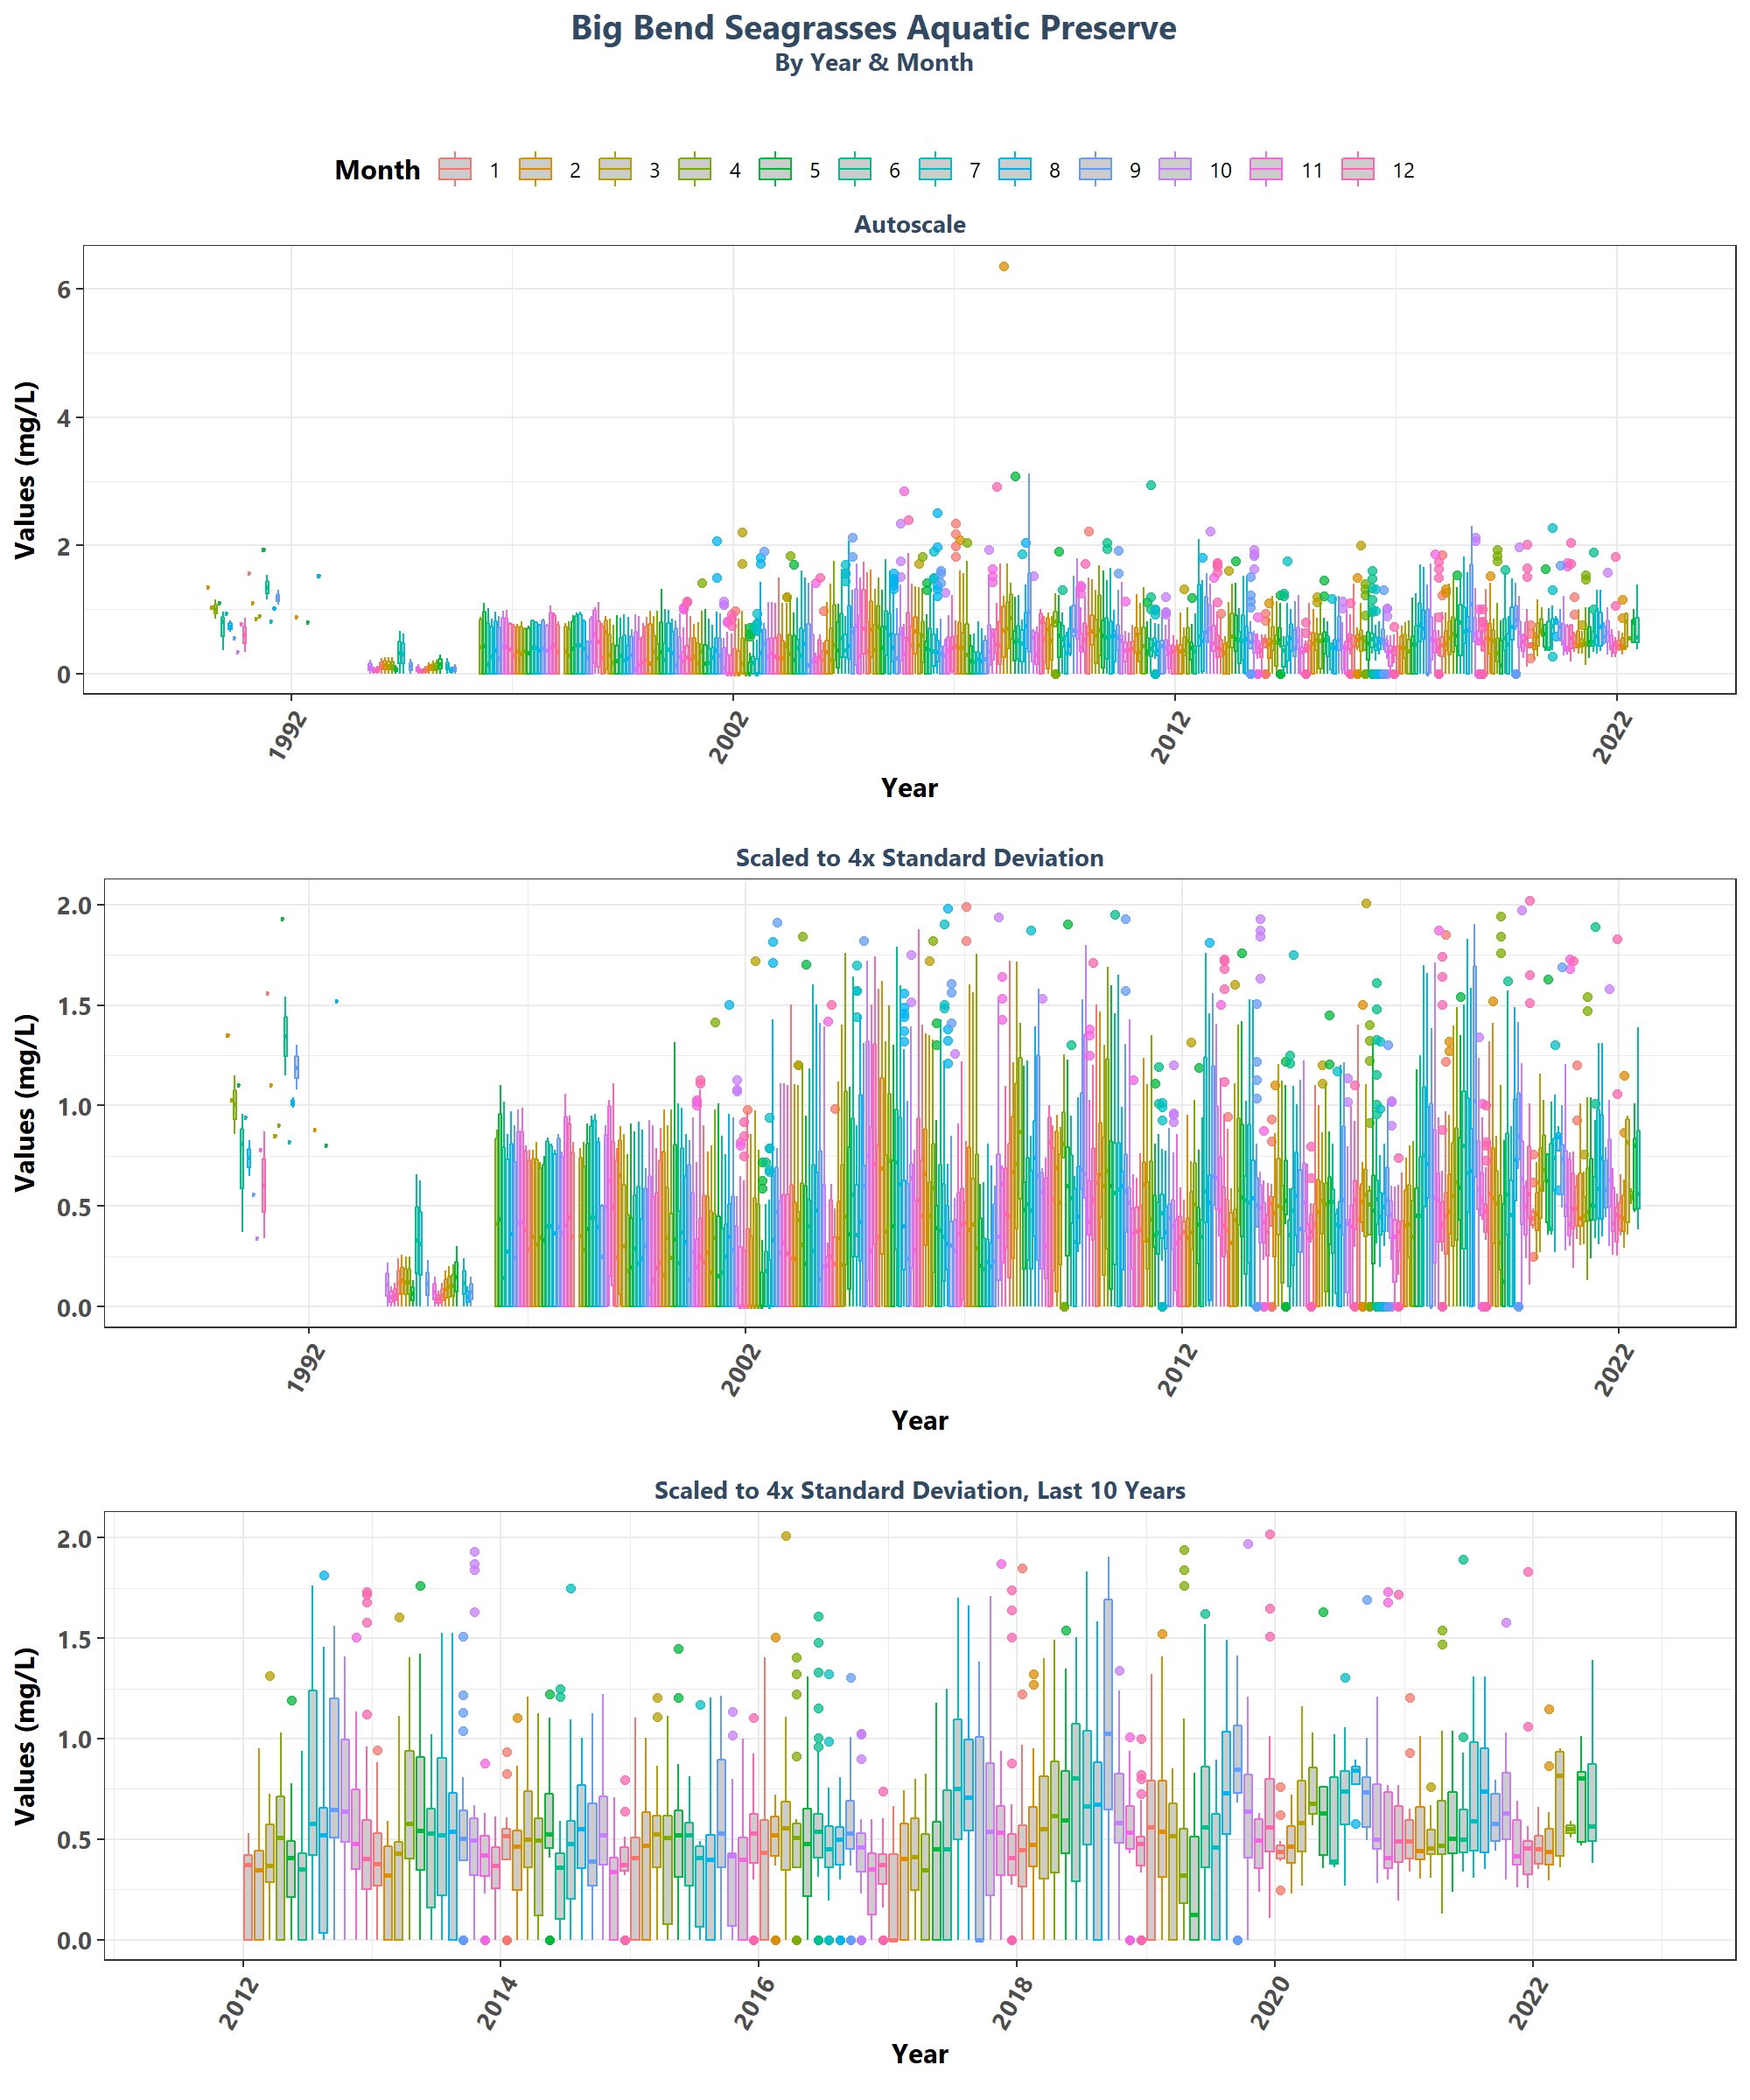 Big Bend Seagrasses Aquatic Preserve
By Year & Month
Month 1 2 3 4 5 6 7 8 9 10 11 12
Autoscale
Values (mg/L)
6
4
2
0
1992 2002 2012 2022
Year
Scaled to 4x Standard Deviation
Values (mg/L)
2.0
1.5
1.0
0.5
0.0
1992 2002 2012 2022
Year
Scaled to 4x Standard Deviation, Last 10 Years
Values (mg/L)
2.0
1.5
1.0
0.5
0.0
2012 2014 2016 2018 2020 2022
Year